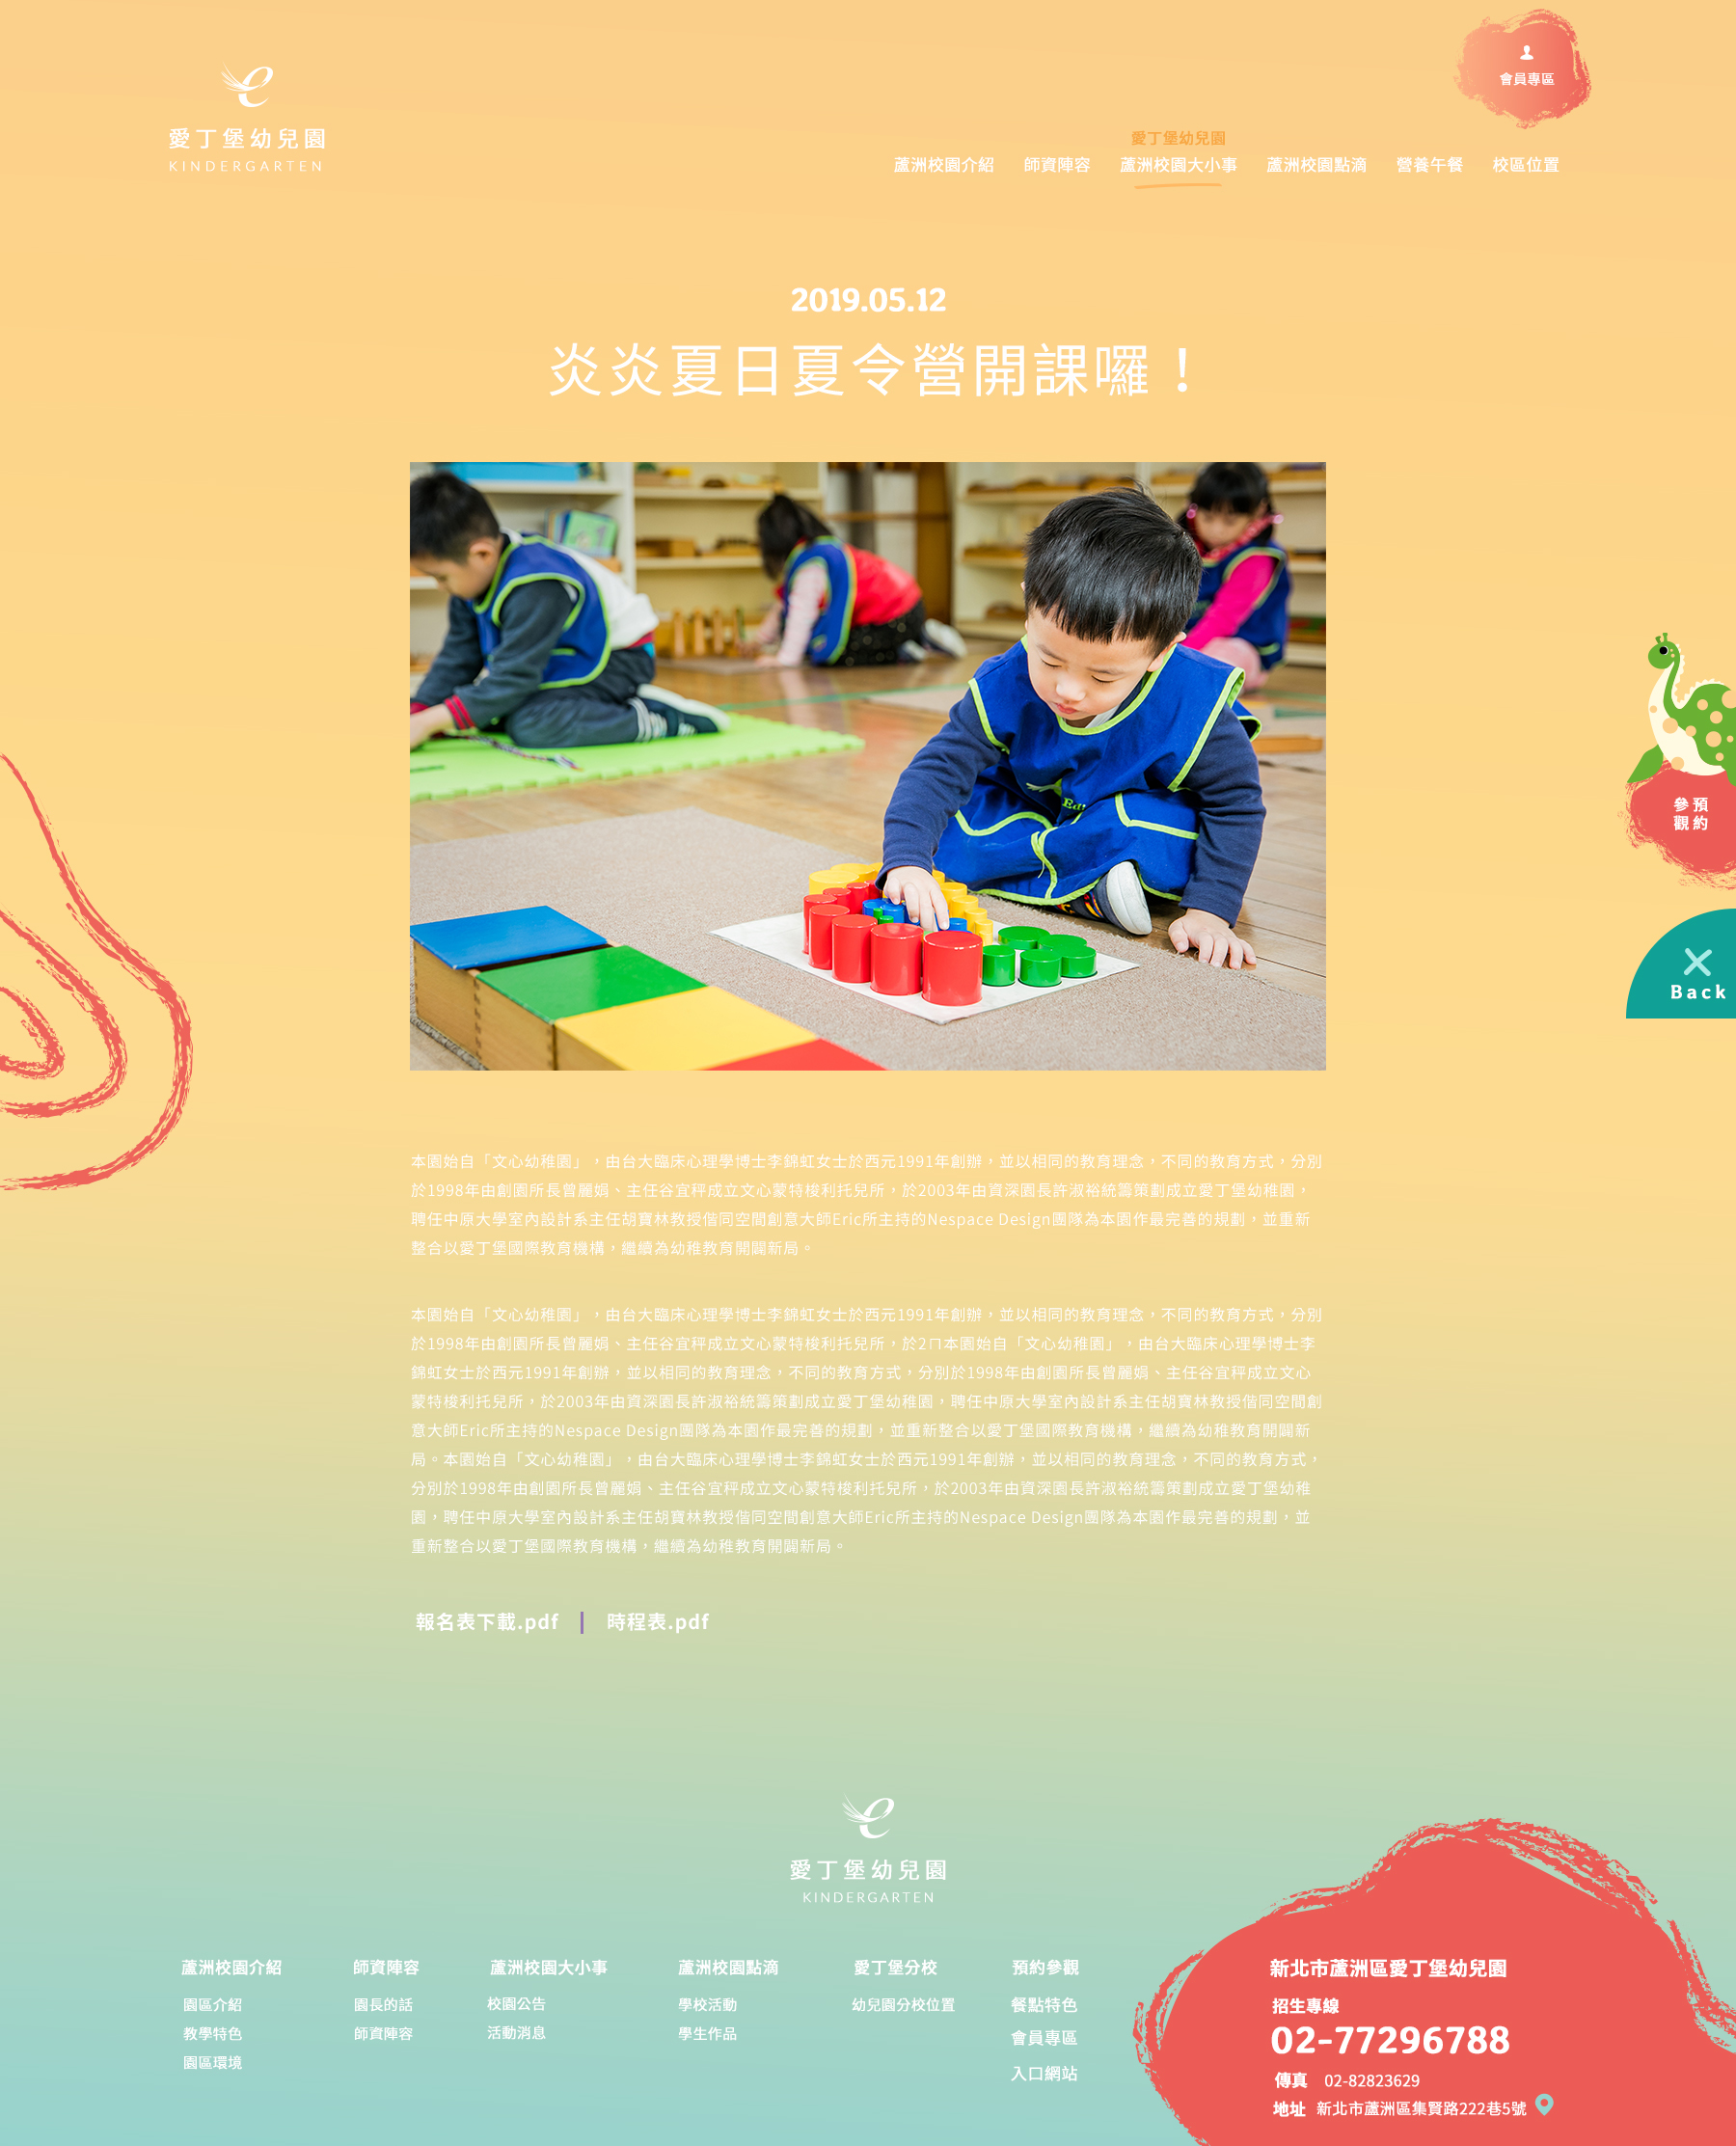 會員專區
愛丁堡幼兒園
KINDERGARTEN
愛丁堡幼兒園
蘆洲校園介紹 師資陣容 蘆洲校園大小事 蘆洲校園點滴 營養午餐 校區位置
2019.05.12
炎炎夏日夏令營開課囉！
預約
參觀
Back
本園始自「文心幼稚園」，由台大臨床心理學博士李錦虹女士於西元1991年創辦，並以相同的教育理念，不同的教育方式，分別
於1998年由創園所長曾麗娟、主任谷宜秤成立文心蒙特梭利托兒所，於2003年由資深園長許淑裕統籌策劃成立愛丁堡幼稚園，
聘任中原大學室內設計系主任胡寶林教授偕同空間創意大師Eric所主持的Nespace Design團隊為本園作最完善的規劃，並重新
整合以愛丁堡國際教育機構，繼續為幼稚教育開闢新局。
本園始自「文心幼稚園」，由台大臨床心理學博士李錦虹女士於西元1991年創辦，並以相同的教育理念，不同的教育方式，分別
於1998年由創園所長曾麗娟、主任谷宜秤成立文心蒙特梭利托兒所，於2ㄇ本園始自「文心幼稚園」，由台大臨床心理學博士李
錦虹女士於西元1991年創辦，並以相同的教育理念，不同的教育方式，分別於1998年由創園所長曾麗娟、主任谷宜秤成立文心
蒙特梭利托兒所，於2003年由資深園長許淑裕統籌策劃成立愛丁堡幼稚園，聘任中原大學室內設計系主任胡寶林教授偕同空間創
意大師Eric所主持的Nespace Design團隊為本園作最完善的規劃，並重新整合以愛丁堡國際教育機構，繼續為幼稚教育開闢新
局。本園始自「文心幼稚園」，由台大臨床心理學博士李錦虹女士於西元1991年創辦，並以相同的教育理念，不同的教育方式，
分別於1998年由創園所長曾麗娟、主任谷宜秤成立文心蒙特梭利托兒所，於2003年由資深園長許淑裕統籌策劃成立愛丁堡幼稚
園，聘任中原大學室內設計系主任胡寶林教授偕同空間創意大師Eric所主持的Nespace Design團隊為本園作最完善的規劃，並
重新整合以愛丁堡國際教育機構，繼續為幼稚教育開闢新局。
報名表下載.pdf | 時程表.pdf
愛丁堡幼兒園
KINDERGARTEN
蘆洲校園介紹
園區介紹
教學特色
園區環境
師資陣容
園長的話
師資陣容
蘆洲校園大小事
校園公告
活動消息
蘆洲校園點滴
學校活動
學生作品
愛丁堡分校
幼兒園分校位置
預約參觀
餐點特色
會員專區
入口網站
新北市蘆洲區愛丁堡幼兒園
招生專線
02-77296788
傳真 02-82823629
地址 新北市蘆洲區集賢路222巷5號